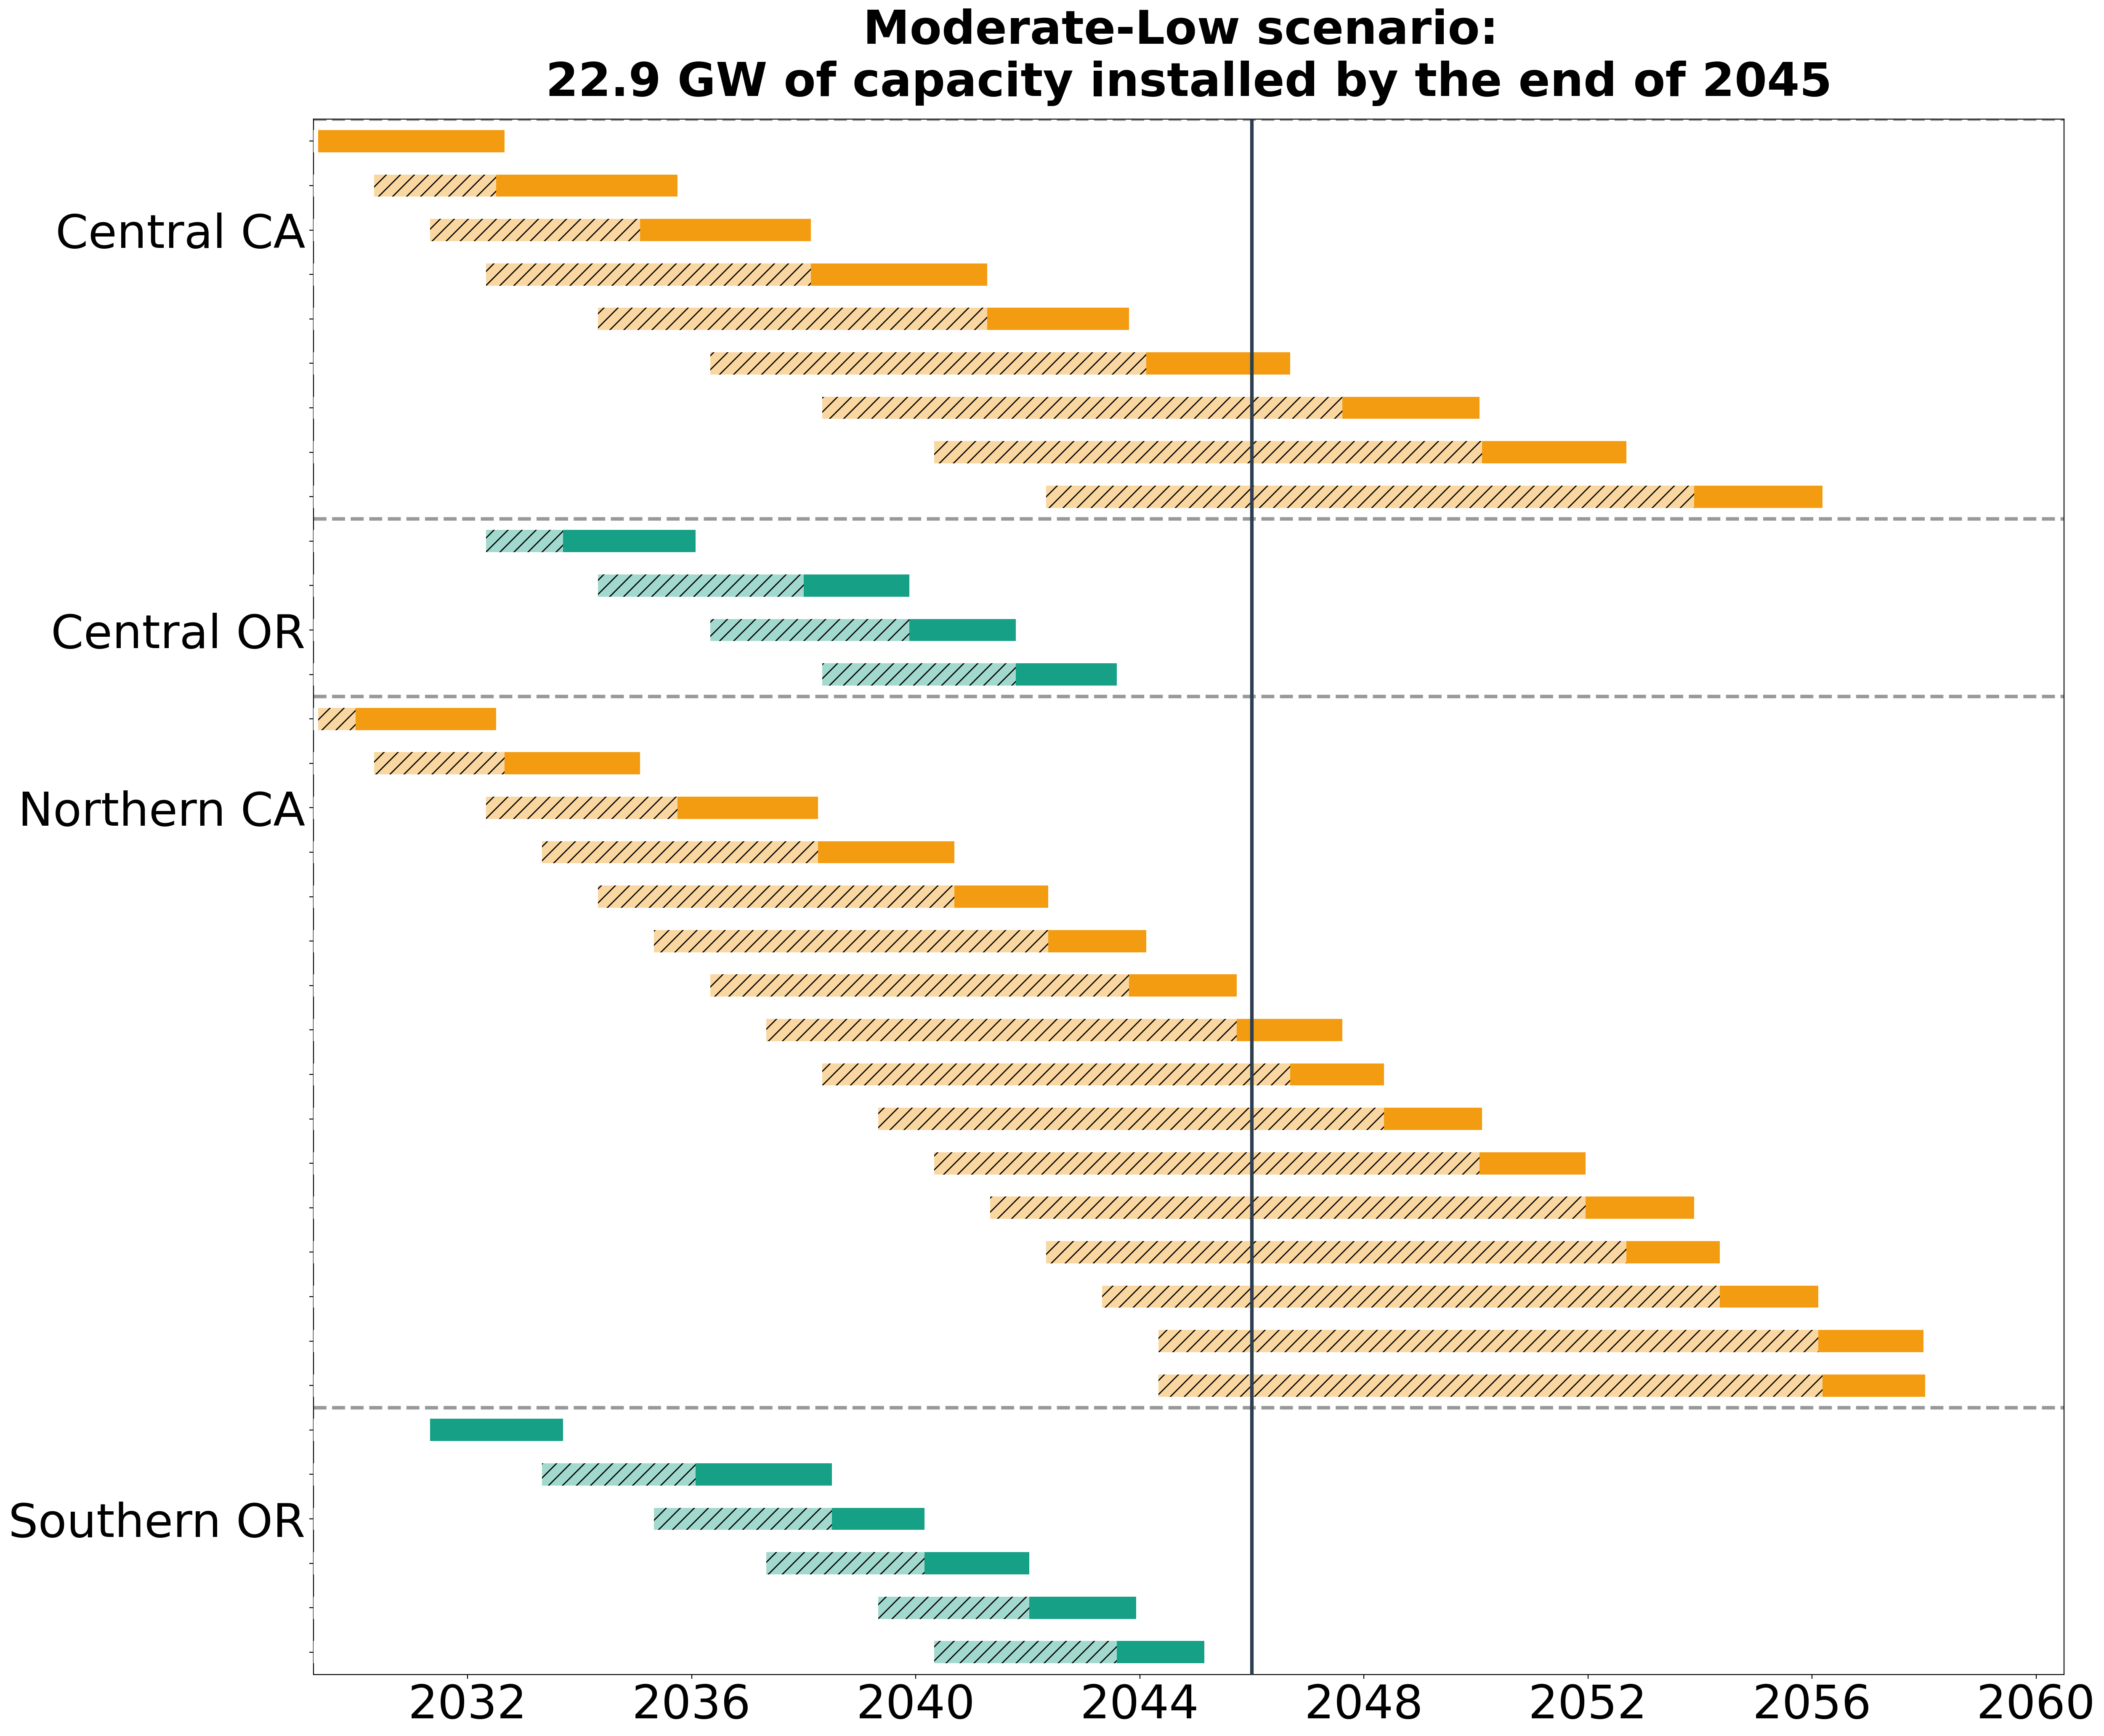 Moderate-Low scenario:
22.9 GW of capacity installed by the end of 2045
Central CA
Central OR
Northern CA
Southern OR
2032 2036 2040 2044 2048 2052 2056 2060